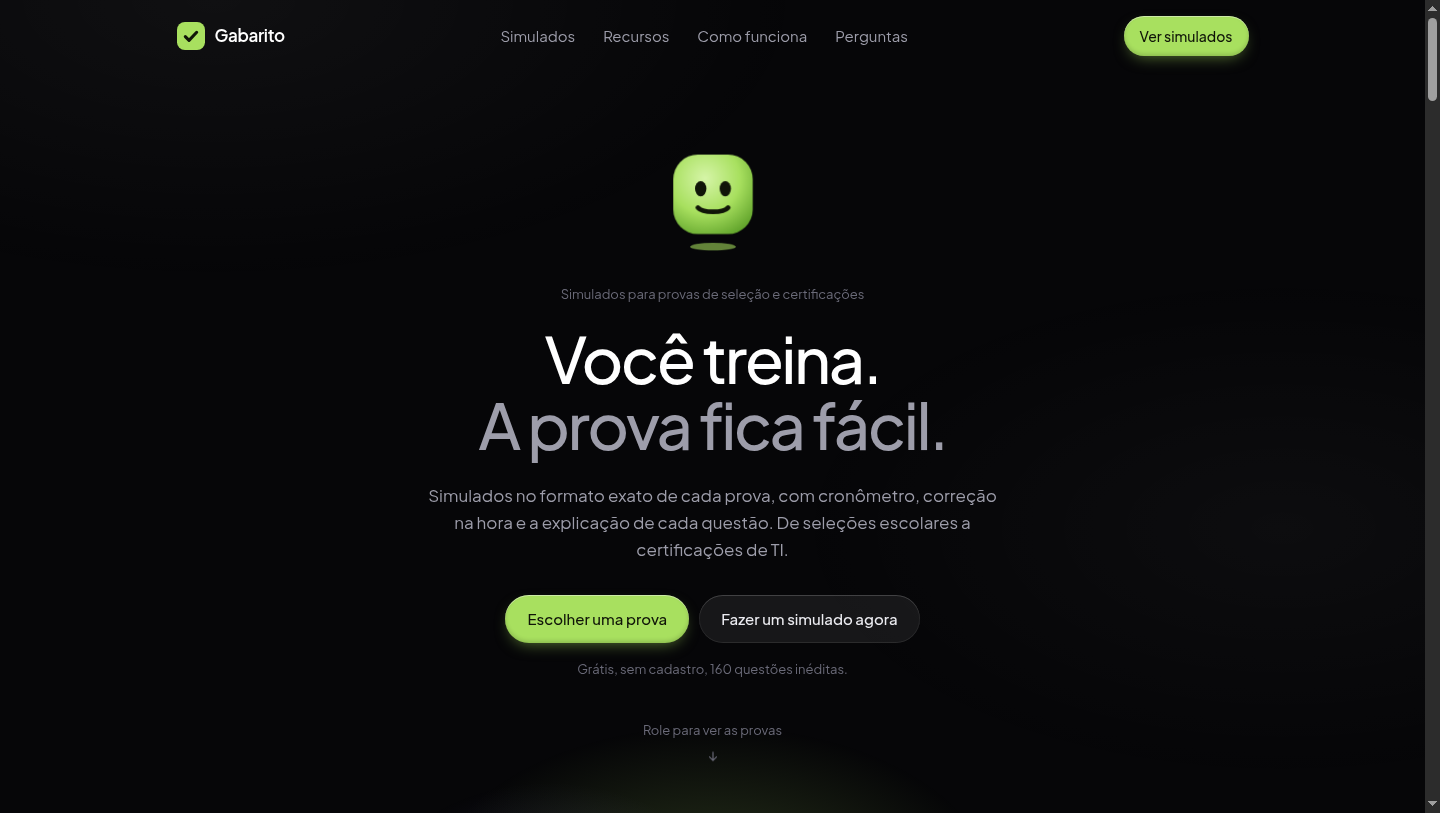 Gabarito
Simulados
Recursos
Como funciona
Perguntas
Ver simulados
Simulados para provas de seleção e certificações
Você treina.
A prova fica fácil.
Simulados no formato exato de cada prova, com cronômetro, correção
na hora e a explicação de cada questão. De seleções escolares a
certificações de TI.
Escolher uma prova
Fazer um simulado agora
Grátis, sem cadastro, 160 questões inéditas.
Role para ver as provas